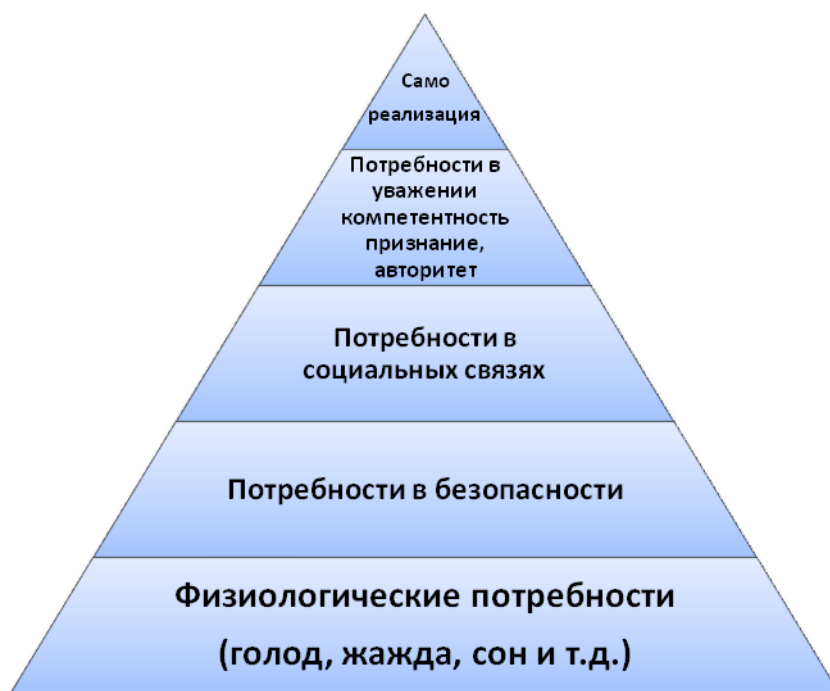 Само
реализация
Потребности в
уважении
компетентность
признание,
авторитет
Потребности в
социальных связях
Потребности в безопасности
Физиологические потребности
(голод, жажда, сон и т.д.)